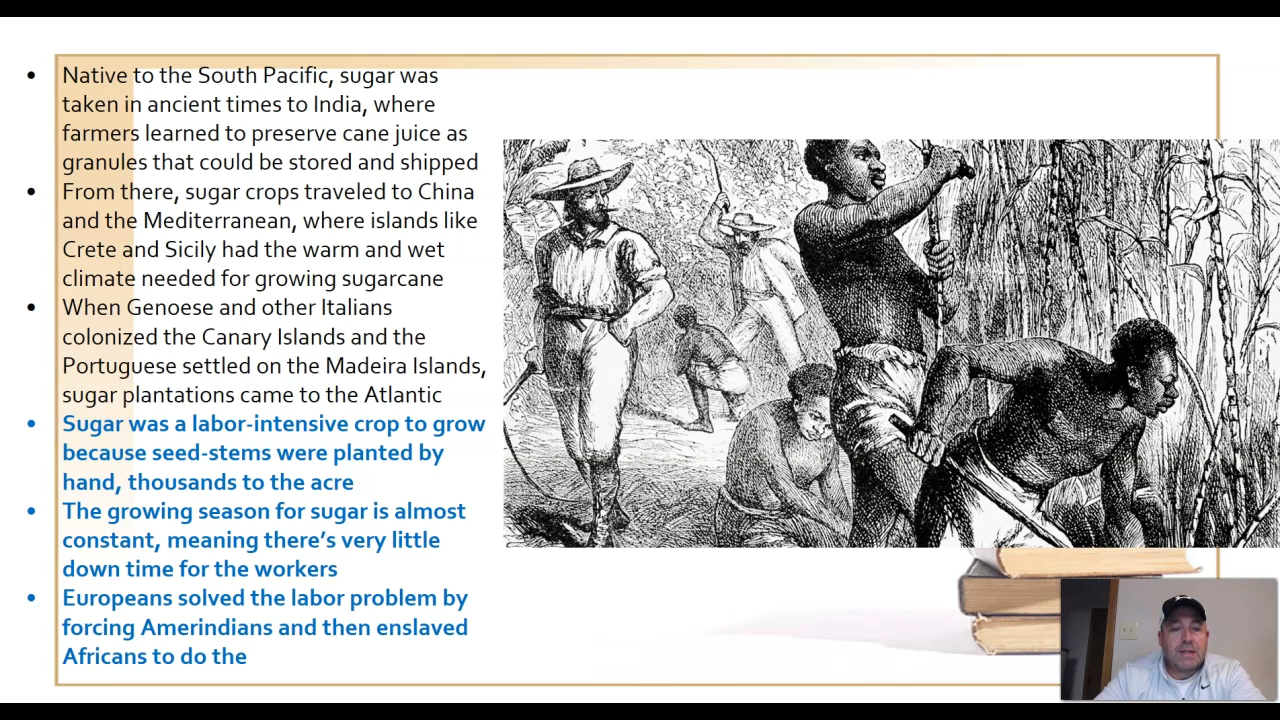 • Native to the South Pacific, sugar was
taken in ancient times to India, where
farmers learned to preserve cane juice as
granules that could be stored and shipped
• From there, sugar crops traveled to China
and the Mediterranean, where islands like
Crete and Sicily had the warm and wet
climate needed for growing sugarcane
• When Genoese and other Italians
colonized the Canary Islands and the
Portuguese settled on the Madeira Islands,
sugar plantations came to the Atlantic
• Sugar was a labor-intensive crop to grow
because seed-stems were planted by
hand, thousands to the acre
• The growing season for sugar is almost
constant, meaning there’s very little
down time for the workers
• Europeans solved the labor problem by
forcing Amerindians and then enslaved
Africans to do the